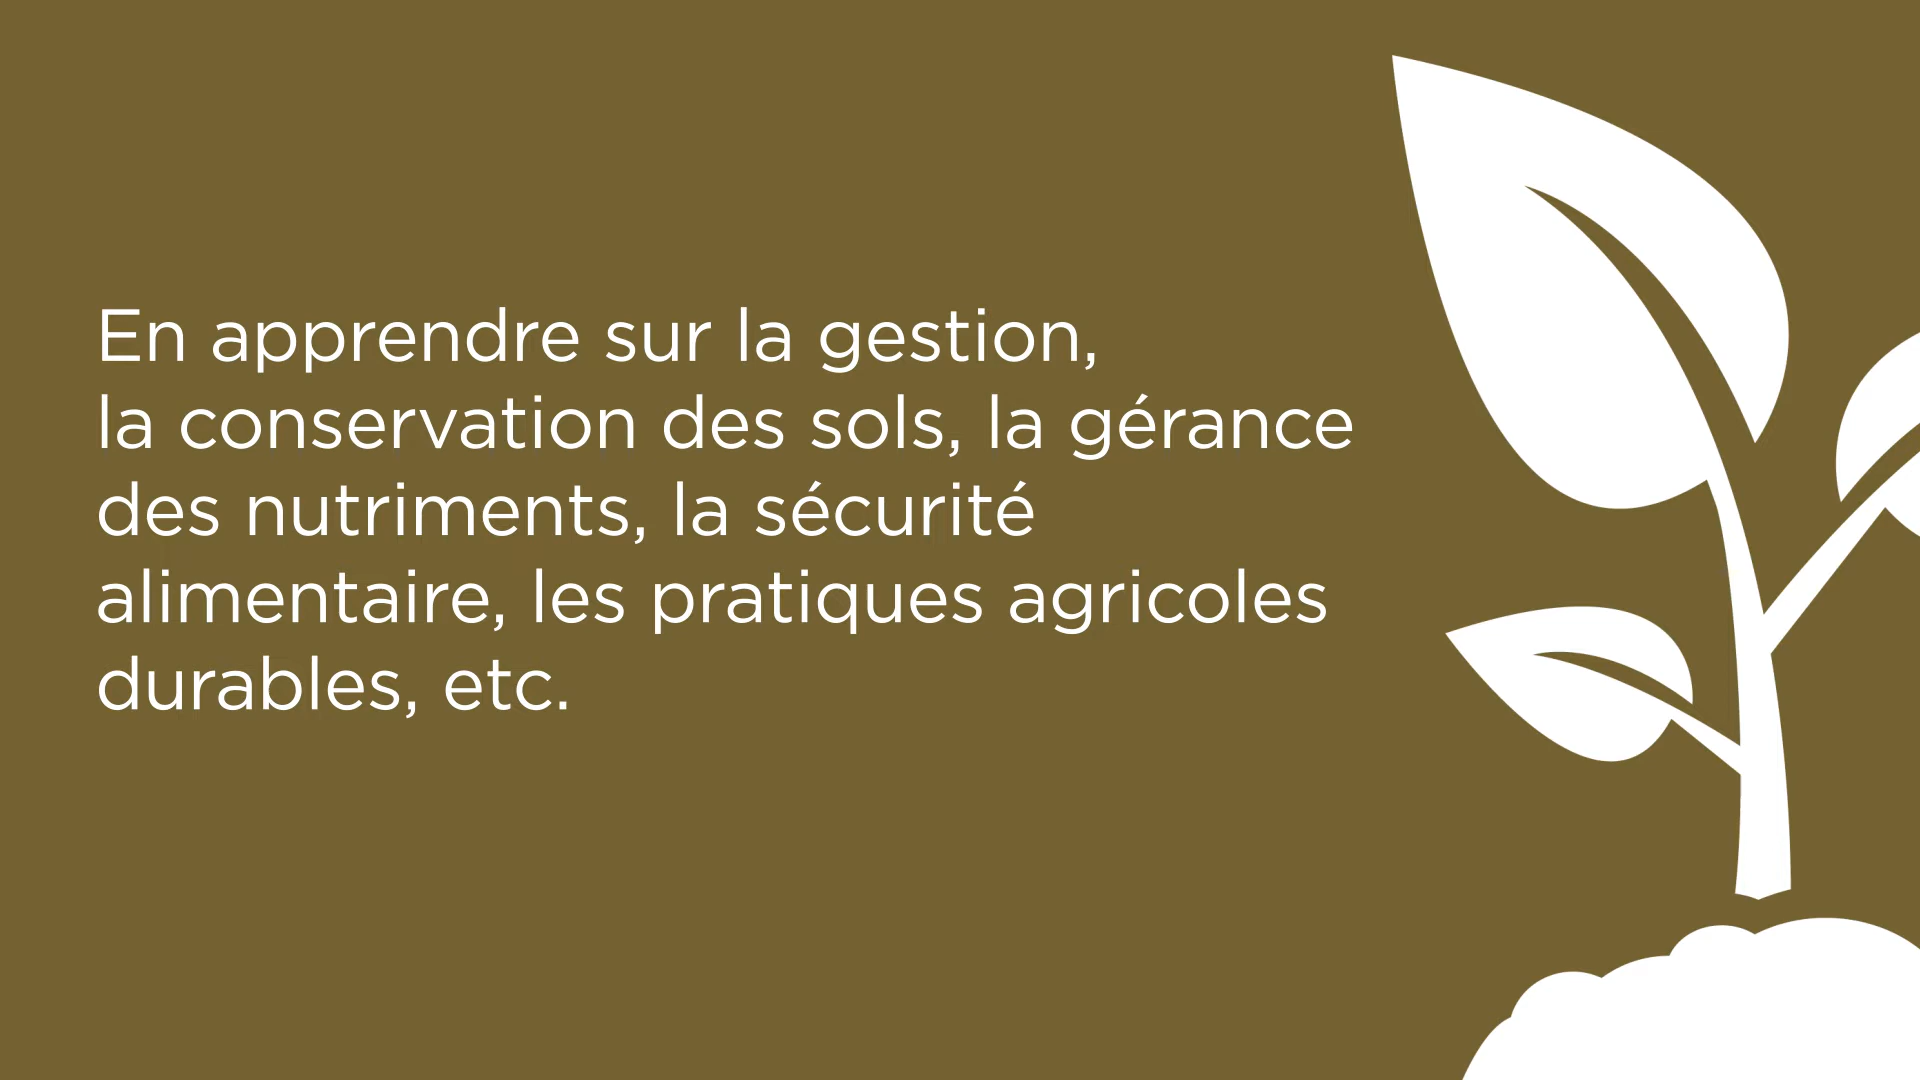 En apprendre sur la gestion,
la conservation des sols, la gérance
des nutriments, la sécurité
alimentaire, les pratiques agricoles
durables, etc.